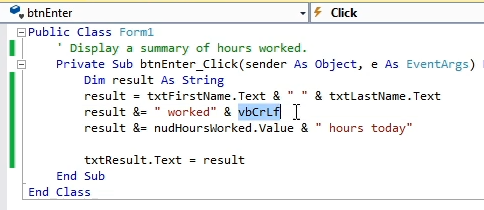 btnEnter Click
Public Class Form1
' Display a summary of hours worked.
Private Sub btnEnter_Click(sender As Object, e As EventArgs)
Dim result As String
result = txtFirstName.Text & " " & txtLastName.Text
result &= " worked" & vbCrLf
result &= nudHoursWorked.Value & " hours today"
txtResult.Text = result
End Sub
End Class